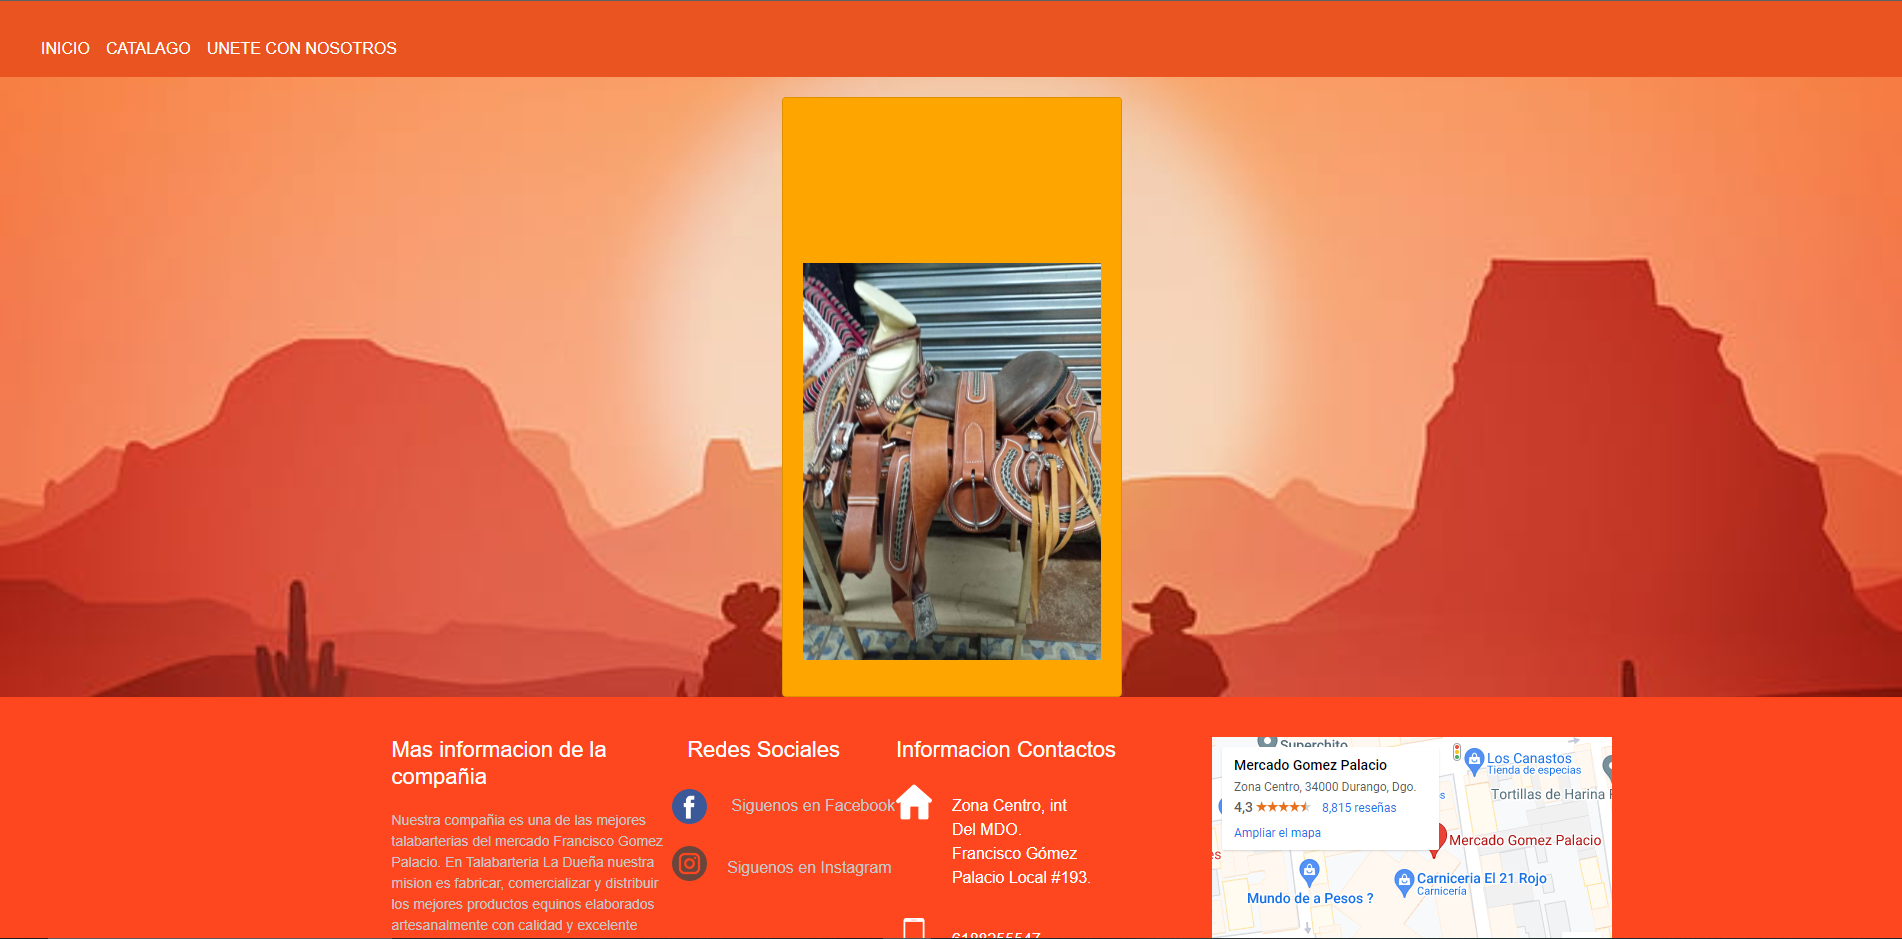 INICIO CATALAGO UNETE CON NOSOTROS
Mas informacion de la
compañia
Nuestra compañia es una de las mejores
talabarterias del mercado Francisco Gomez
Palacio. En Talabarteria La Dueña nuestra
mision es fabricar, comercializar y distribuir
los mejores productos equinos elaborados
artesanalmente con calidad y excelente
Redes Sociales
Siguenos en Facebook
Siguenos en Instagram
Informacion Contactos
Zona Centro, int
Del MDO.
Francisco Gómez
Palacio Local #193.
6188255547
Superchito
Mercado Gomez Palacio
Zona Centro, 34000 Durango, Dgo.
4,3 8,815 reseñas
Ampliar el mapa
Los Canastos
Tienda de especias
Tortillas de Harina
Mercado Gomez Palacio
Carniceria El 21 Rojo
Carnicería
Mundo de a Pesos ?